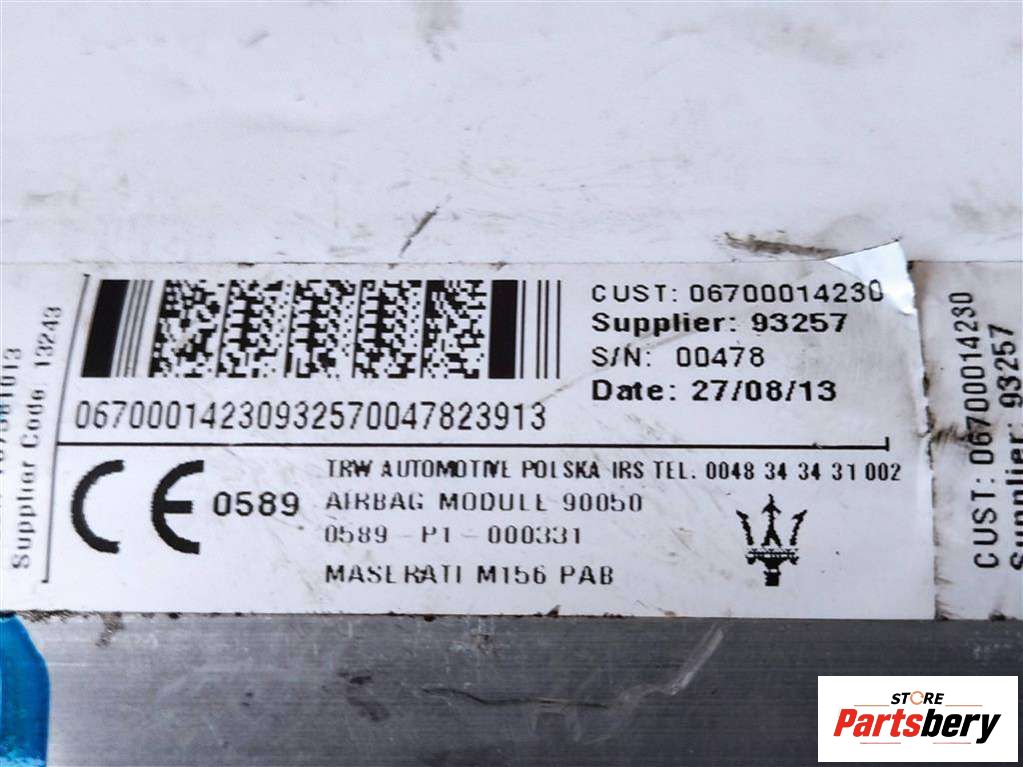 Supplier Code: 13243
CUST: 06700014230
Supplier: 93257
S/N: 00478
Date: 27/08/13
06700014230932570047823913
CE 0589
TRW AUTOMOTIVE POLSKA IRS TEL. 0048 34 34 31 002
AIRBAG MODULE 90050
0589 - P1 - 000331
MASERATI M156 PAB
CUST: 06700014230
Supplier: 93257
STORE
Partsbery